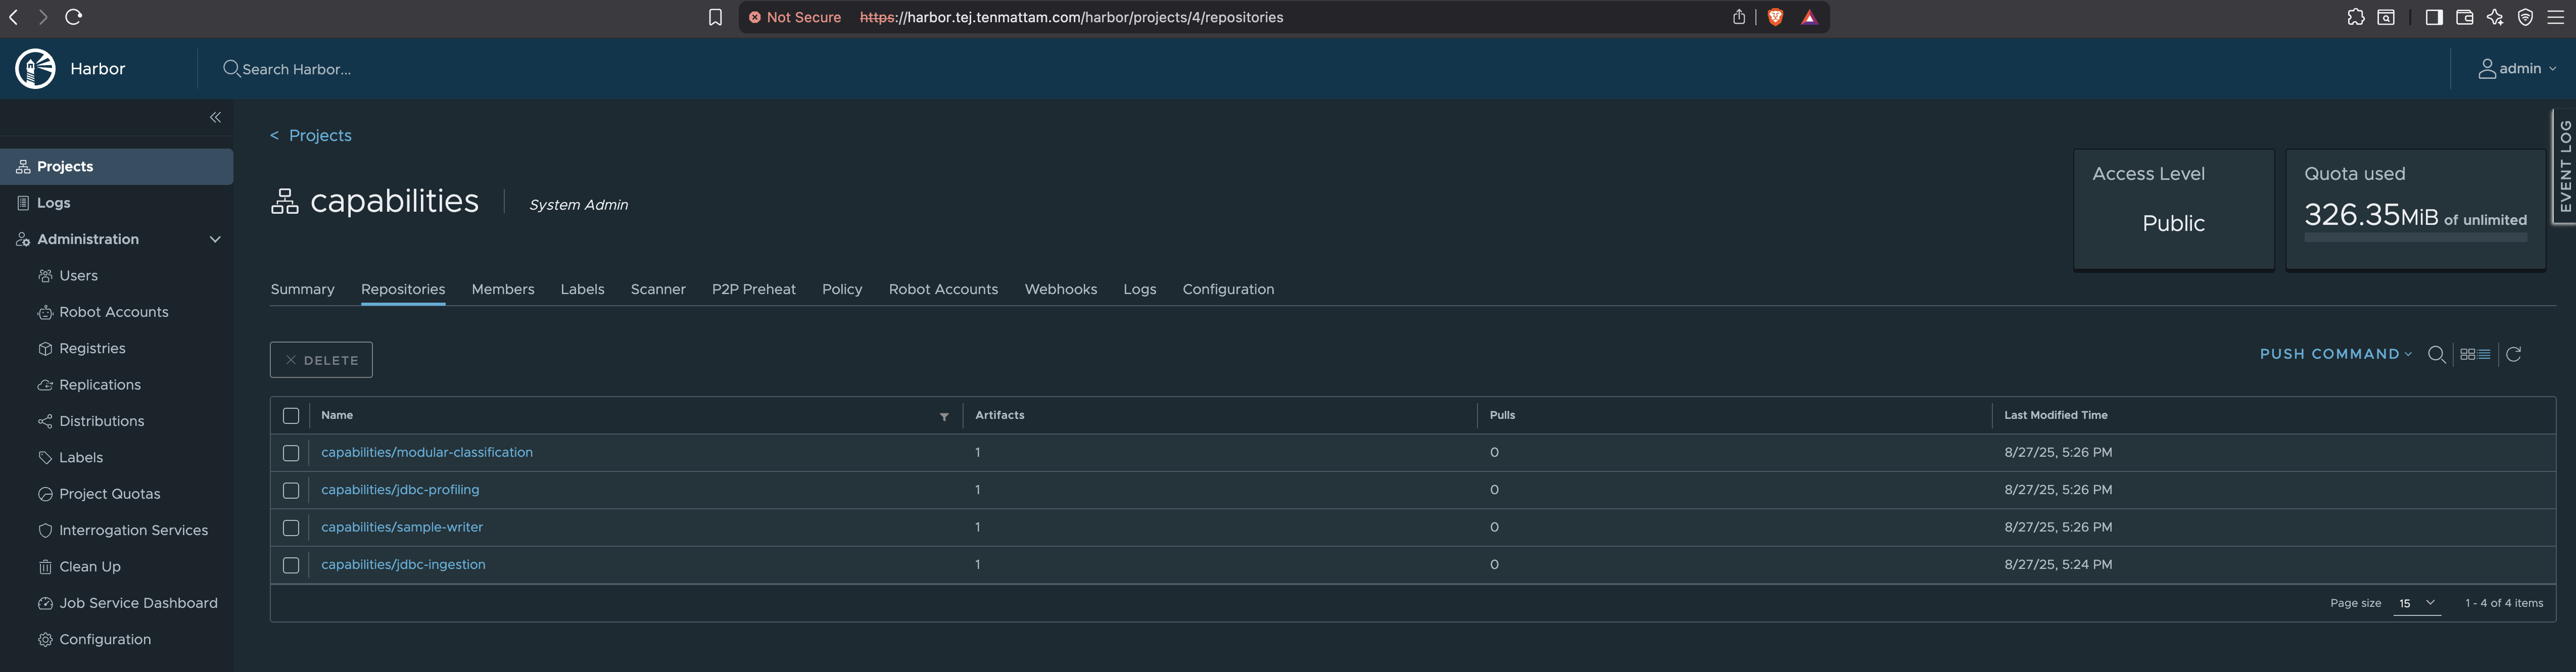 Not Secure https://harbor.tej.tenmattam.com/harbor/projects/4/repositories
Harbor
Search Harbor...
admin
EVENT LOG
Projects
Logs
Administration
Users
Robot Accounts
Registries
Replications
Distributions
Labels
Project Quotas
Interrogation Services
Clean Up
Job Service Dashboard
Configuration
< Projects
capabilities System Admin
Access Level
Public
Quota used
326.35MiB of unlimited
Summary Repositories Members Labels Scanner P2P Preheat Policy Robot Accounts Webhooks Logs Configuration
DELETE
PUSH COMMAND
Name Artifacts Pulls Last Modified Time
capabilities/modular-classification 1 0 8/27/25, 5:26 PM
capabilities/jdbc-profiling 1 0 8/27/25, 5:26 PM
capabilities/sample-writer 1 0 8/27/25, 5:26 PM
capabilities/jdbc-ingestion 1 0 8/27/25, 5:24 PM
Page size 15 1 - 4 of 4 items